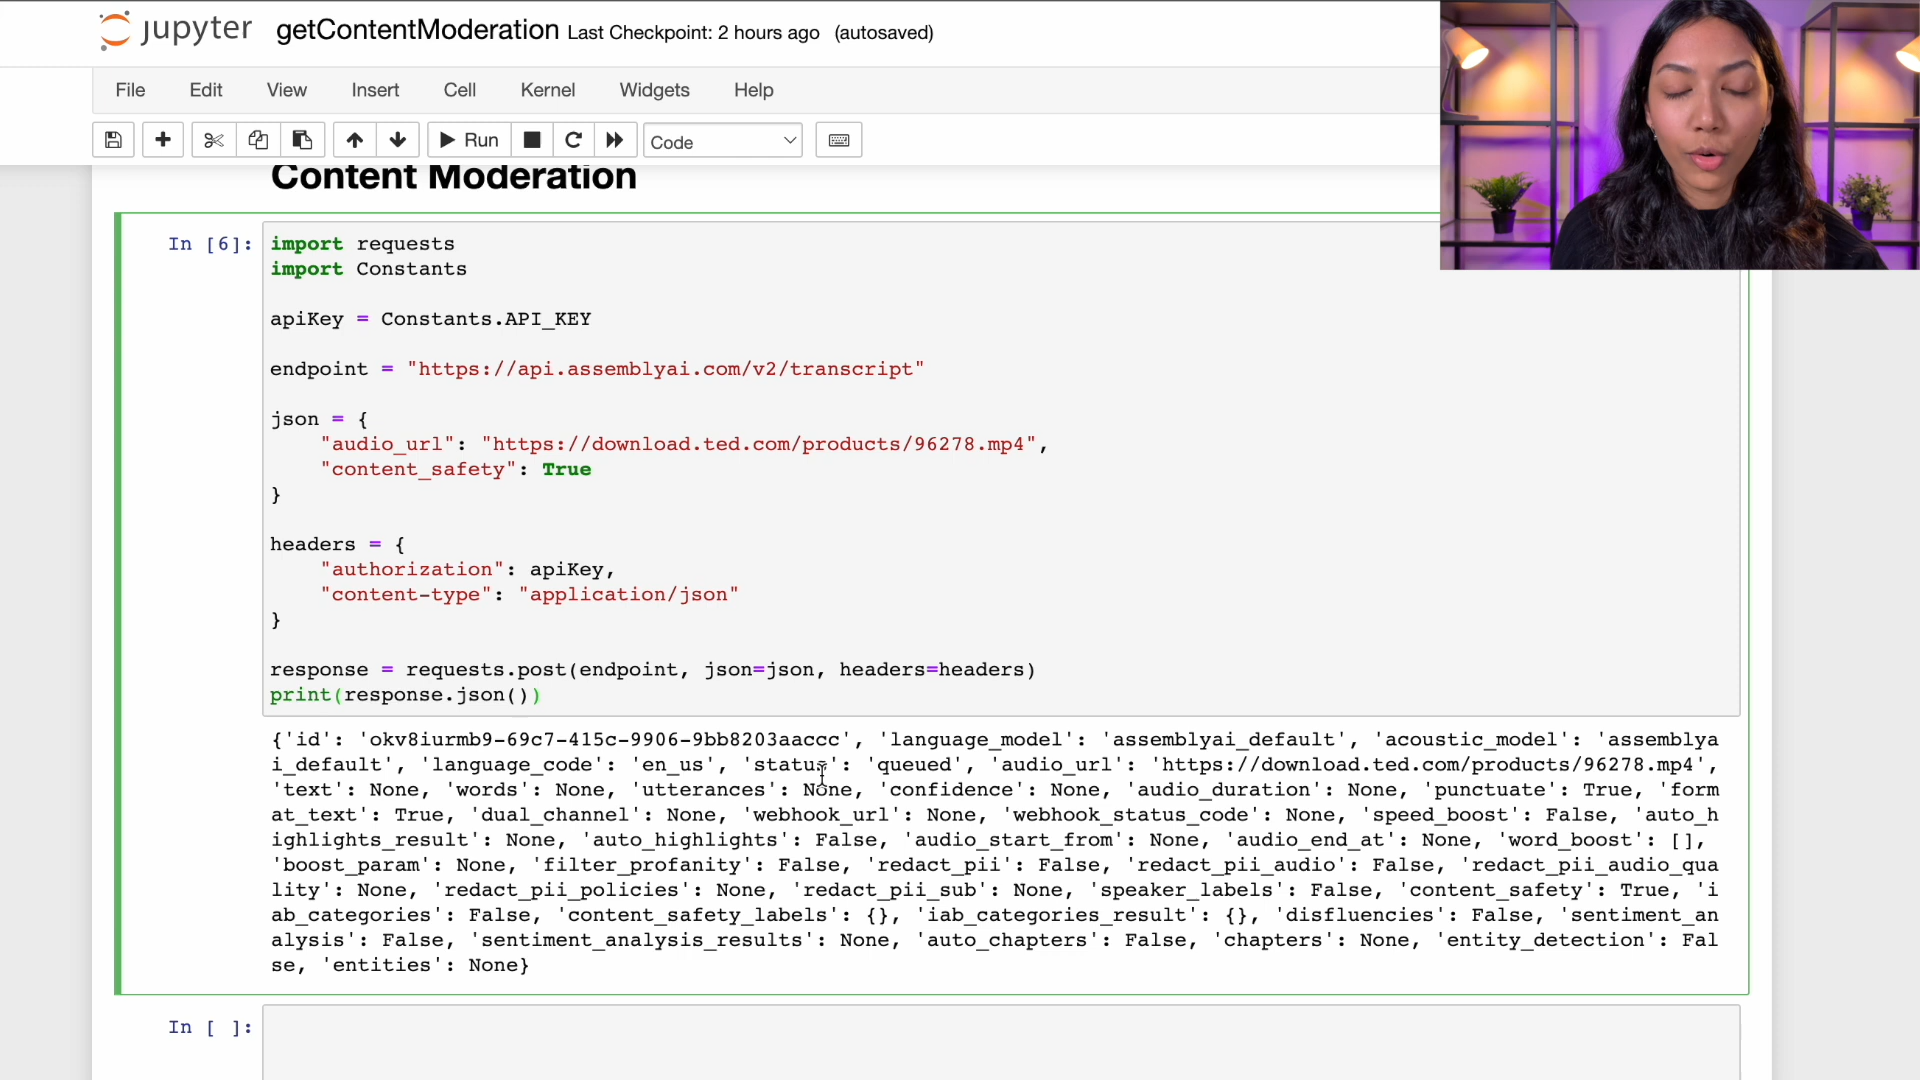 jupyter getContentModeration Last Checkpoint: 2 hours ago (autosaved)
File Edit View Insert Cell Kernel Widgets Help
Run Code
Content Moderation
In [6]: import requests
import Constants
apiKey = Constants.API_KEY
endpoint = "https://api.assemblyai.com/v2/transcript"
json = {
"audio_url": "https://download.ted.com/products/96278.mp4",
"content_safety": True
}
headers = {
"authorization": apiKey,
"content-type": "application/json"
}
response = requests.post(endpoint, json=json, headers=headers)
print(response.json())
{'id': 'okv8iurmb9-69c7-415c-9906-9bb8203aaccc', 'language_model': 'assemblyai_default', 'acoustic_model': 'assemblya
i_default', 'language_code': 'en_us', 'status': 'queued', 'audio_url': 'https://download.ted.com/products/96278.mp4',
'text': None, 'words': None, 'utterances': None, 'confidence': None, 'audio_duration': None, 'punctuate': True, 'form
at_text': True, 'dual_channel': None, 'webhook_url': None, 'webhook_status_code': None, 'speed_boost': False, 'auto_h
ighlights_result': None, 'auto_highlights': False, 'audio_start_from': None, 'audio_end_at': None, 'word_boost': [],
'boost_param': None, 'filter_profanity': False, 'redact_pii': False, 'redact_pii_audio': False, 'redact_pii_audio_qua
lity': None, 'redact_pii_policies': None, 'redact_pii_sub': None, 'speaker_labels': False, 'content_safety': True, 'i
ab_categories': False, 'content_safety_labels': {}, 'iab_categories_result': {}, 'disfluencies': False, 'sentiment_an
alysis': False, 'sentiment_analysis_results': None, 'auto_chapters': False, 'chapters': None, 'entity_detection': Fal
se, 'entities': None}
In [ ]: